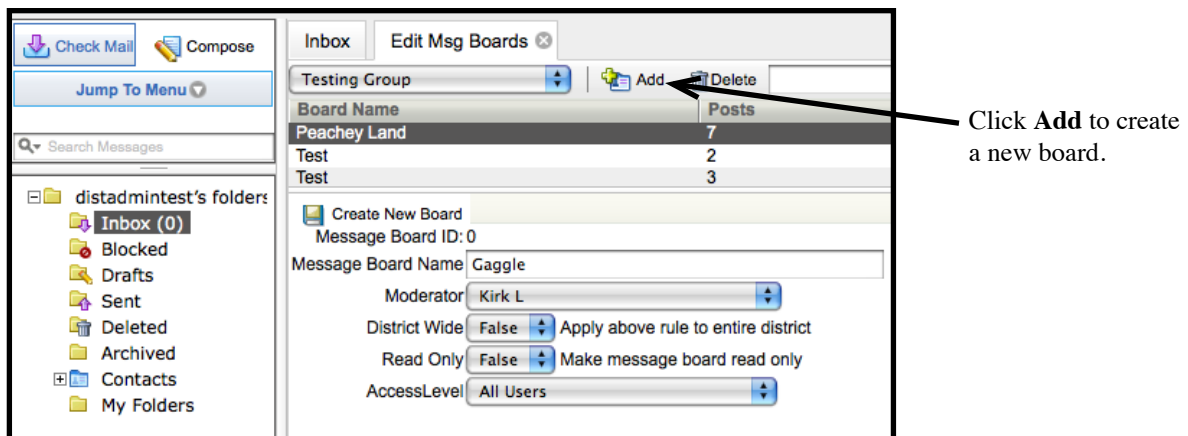 Check Mail Compose
Jump To Menu
Search Messages
distadmintest's folders
Inbox (0)
Blocked
Drafts
Sent
Deleted
Archived
Contacts
My Folders
Inbox Edit Msg Boards
Testing Group Add Delete
Board Name Posts
Peachey Land 7
Test 2
Test 3
Create New Board
Message Board ID: 0
Message Board Name Gaggle
Moderator Kirk L
District Wide False Apply above rule to entire district
Read Only False Make message board read only
AccessLevel All Users
Click Add to create
a new board.